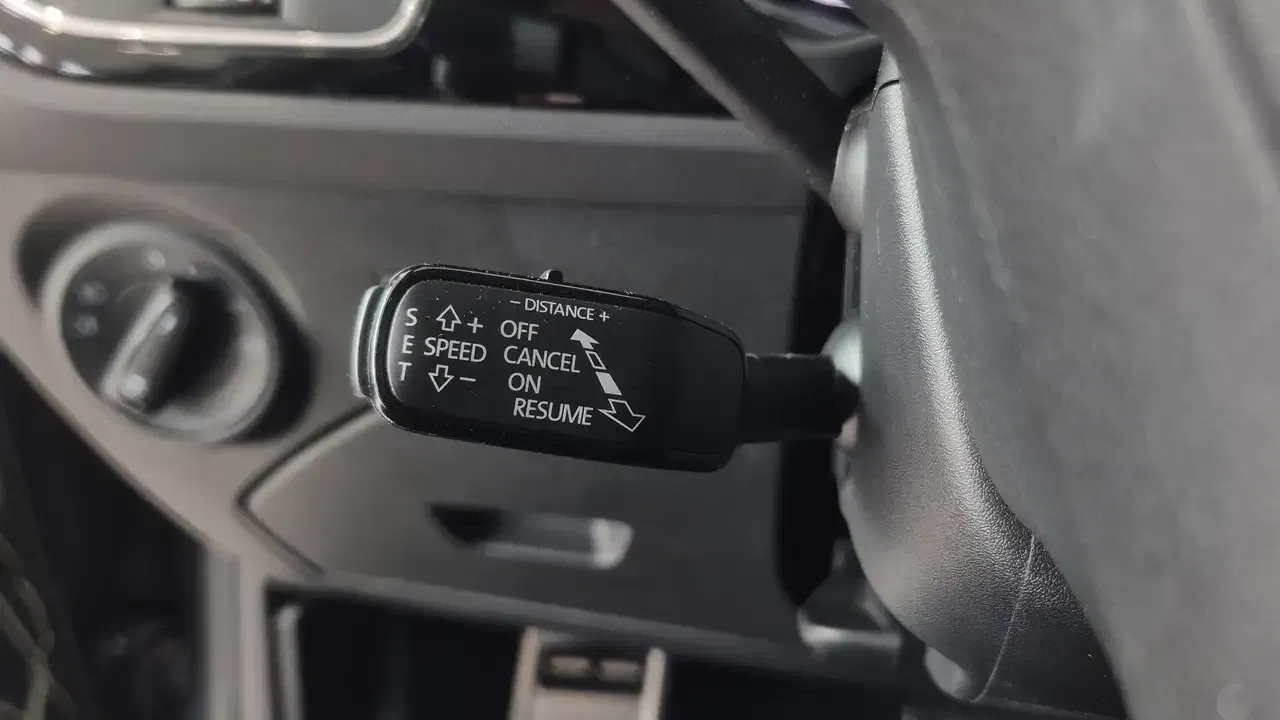 − DISTANCE +
S + OFF
E SPEED CANCEL
T − ON
RESUME